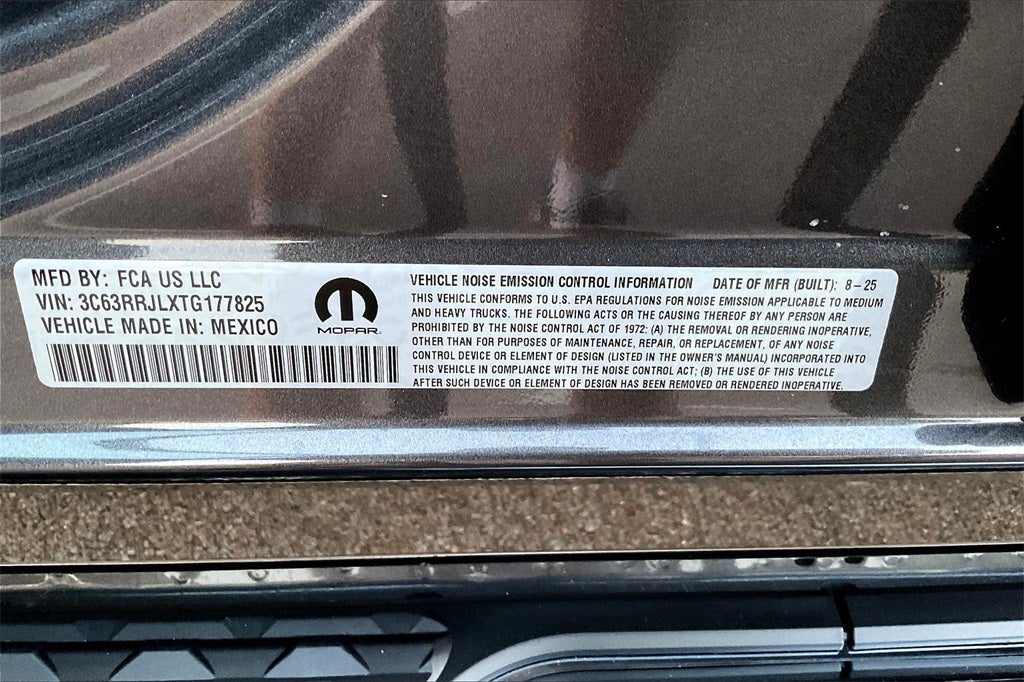 MFD BY: FCA US LLC
VIN: 3C63RRJLXTG177825
VEHICLE MADE IN: MEXICO
MOPAR
VEHICLE NOISE EMISSION CONTROL INFORMATION DATE OF MFR (BUILT): 8-25
THIS VEHICLE CONFORMS TO U.S. EPA REGULATIONS FOR NOISE EMISSION APPLICABLE TO MEDIUM
AND HEAVY TRUCKS. THE FOLLOWING ACTS OR THE CAUSING THEREOF BY ANY PERSON ARE
PROHIBITED BY THE NOISE CONTROL ACT OF 1972: (A) THE REMOVAL OR RENDERING INOPERATIVE,
OTHER THAN FOR PURPOSES OF MAINTENANCE, REPAIR, OR REPLACEMENT, OF ANY NOISE
CONTROL DEVICE OR ELEMENT OF DESIGN (LISTED IN THE OWNER'S MANUAL) INCORPORATED INTO
THIS VEHICLE IN COMPLIANCE WITH THE NOISE CONTROL ACT; (B) THE USE OF THIS VEHICLE
AFTER SUCH DEVICE OR ELEMENT OF DESIGN HAS BEEN REMOVED OR RENDERED INOPERATIVE.